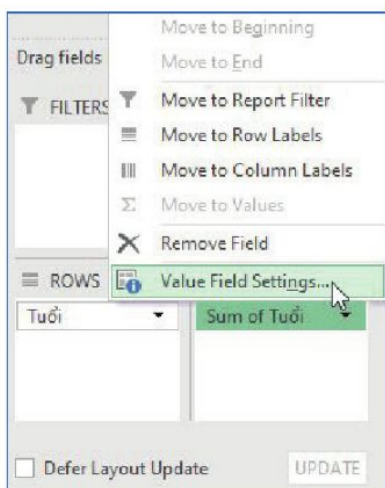 Move to Beginning
Drag fields
Move to End
FILTERS
Move to Report Filter
Move to Row Labels
Move to Column Labels
Σ Move to Values
Remove Field
ROWS
Value Field Settings...
Tuổi
Sum of Tuổi
Defer Layout Update
UPDATE